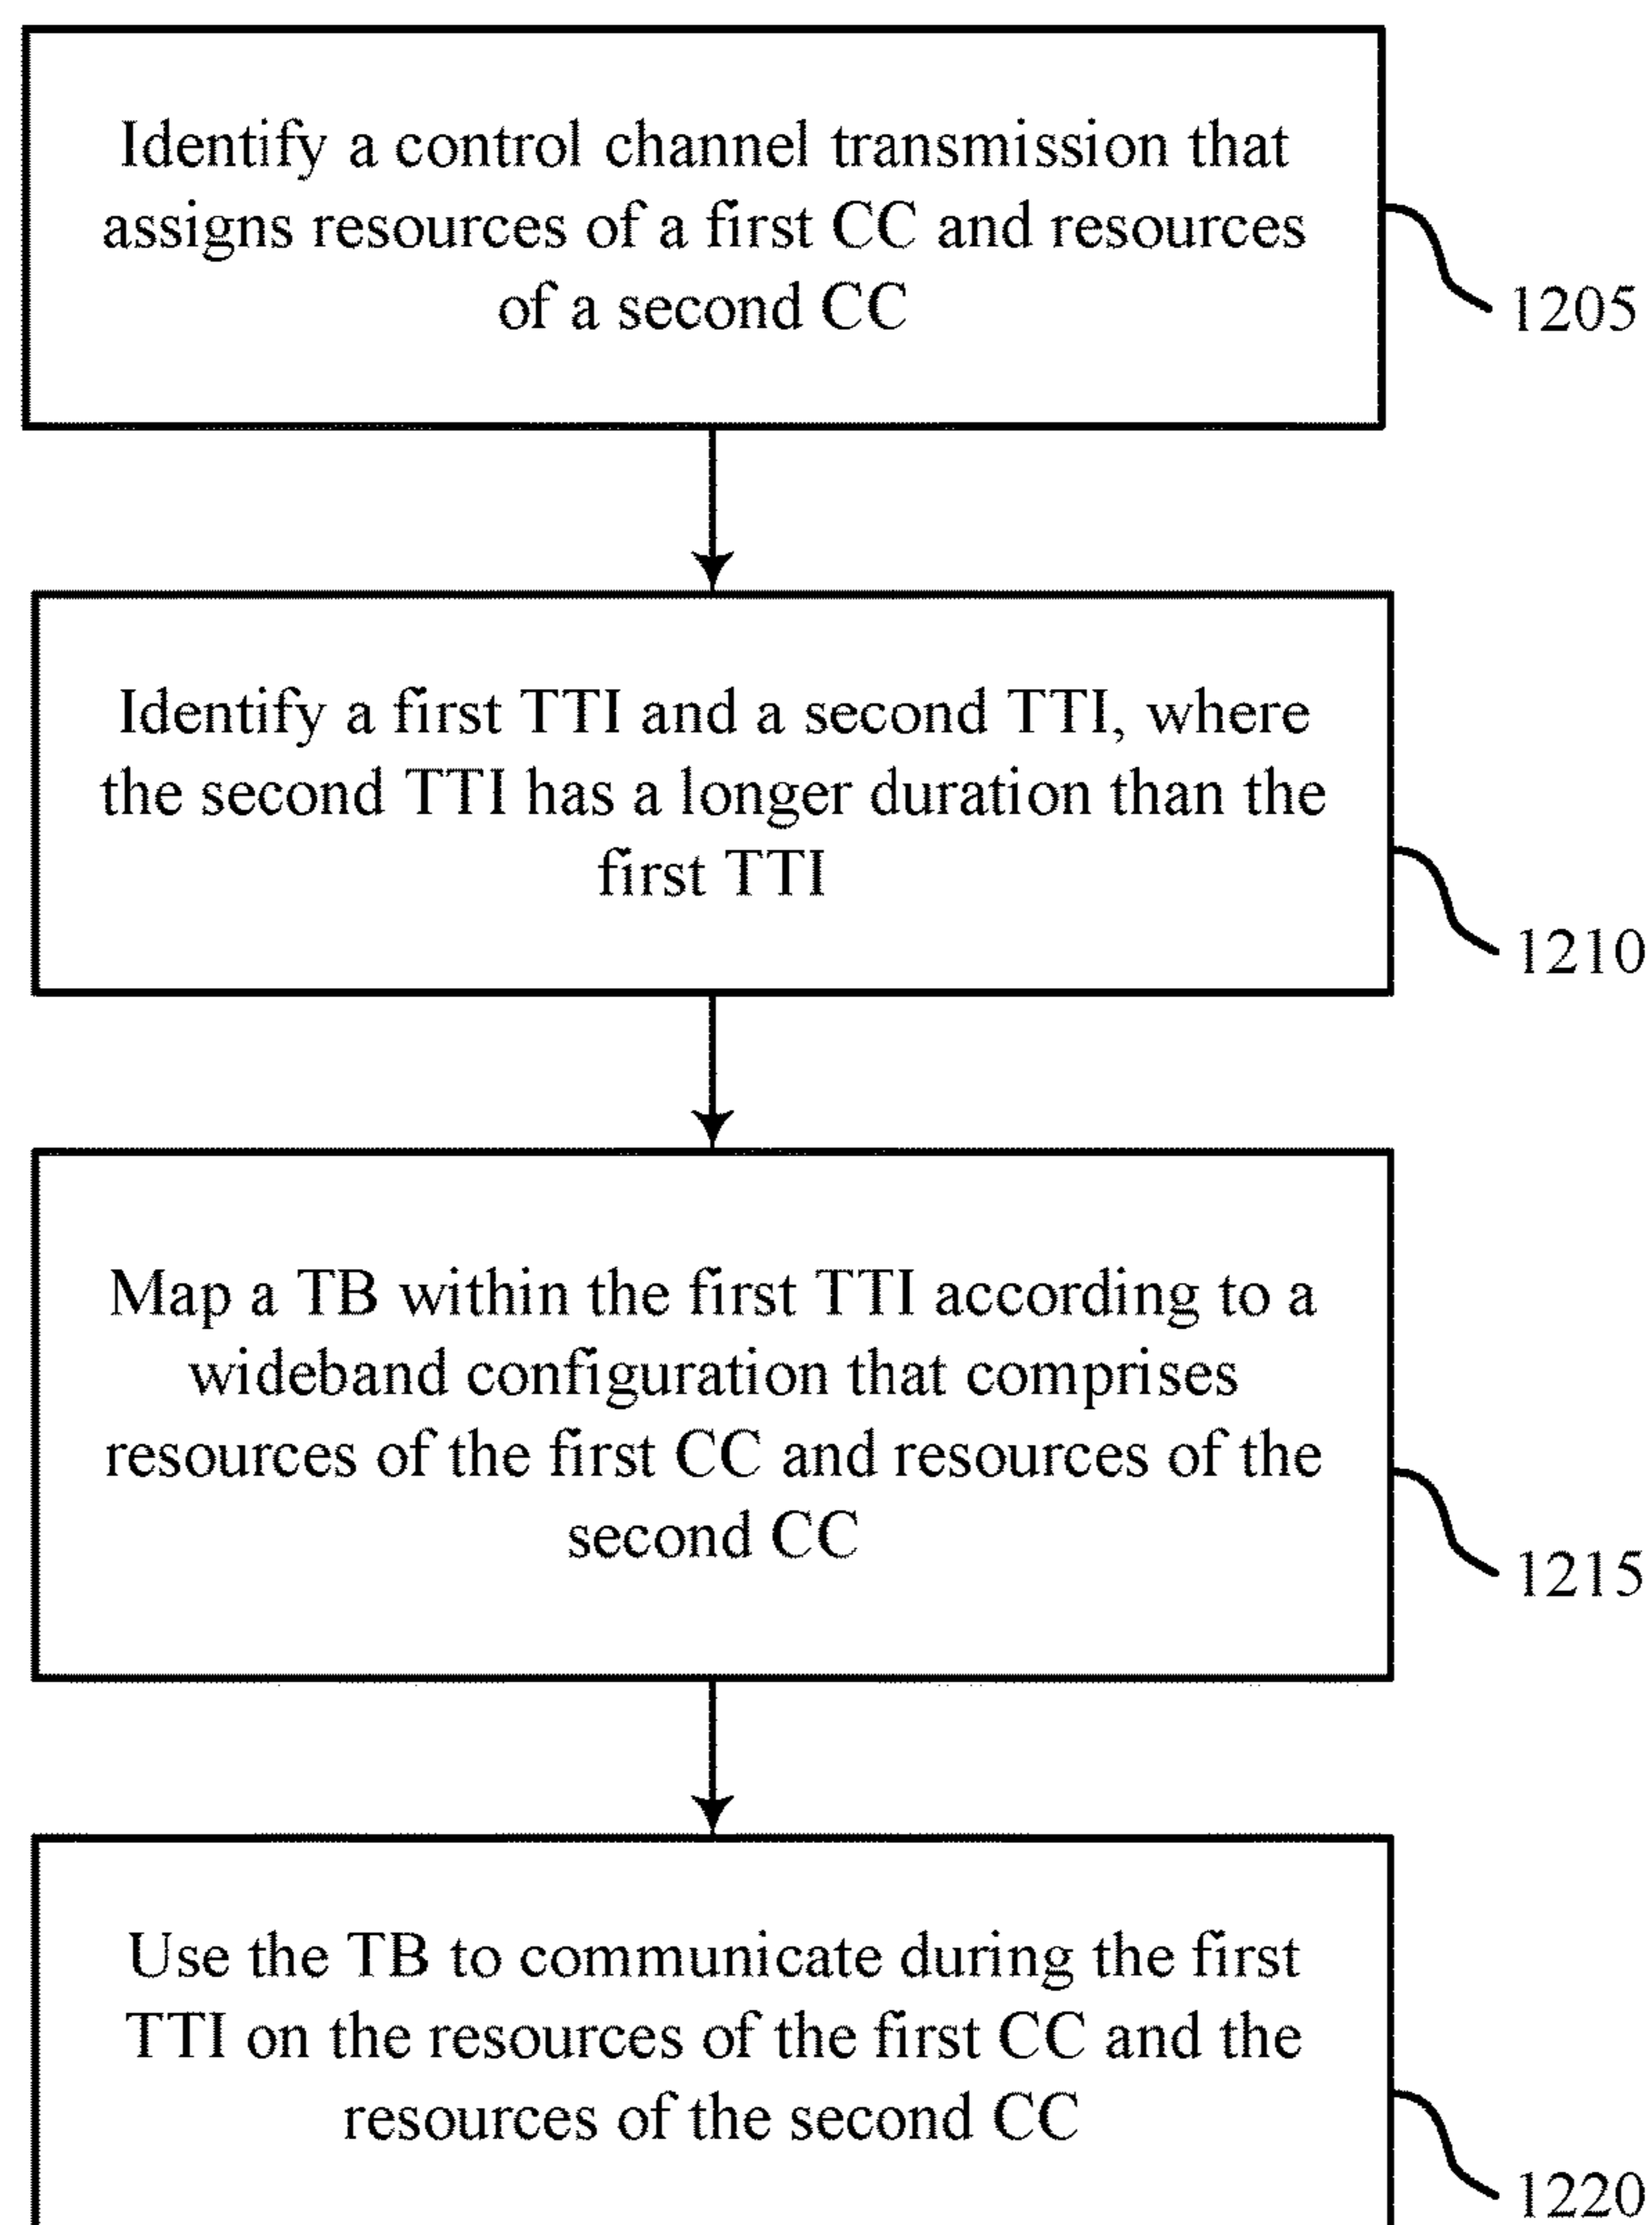 Identify a control channel transmission that
assigns resources of a first CC and resources
of a second CC
1205
Identify a first TTI and a second TTI, where
the second TTI has a longer duration than the
first TTI
1210
Map a TB within the first TTI according to a
wideband configuration that comprises
resources of the first CC and resources of the
second CC
1215
Use the TB to communicate during the first
TTI on the resources of the first CC and the
resources of the second CC
1220